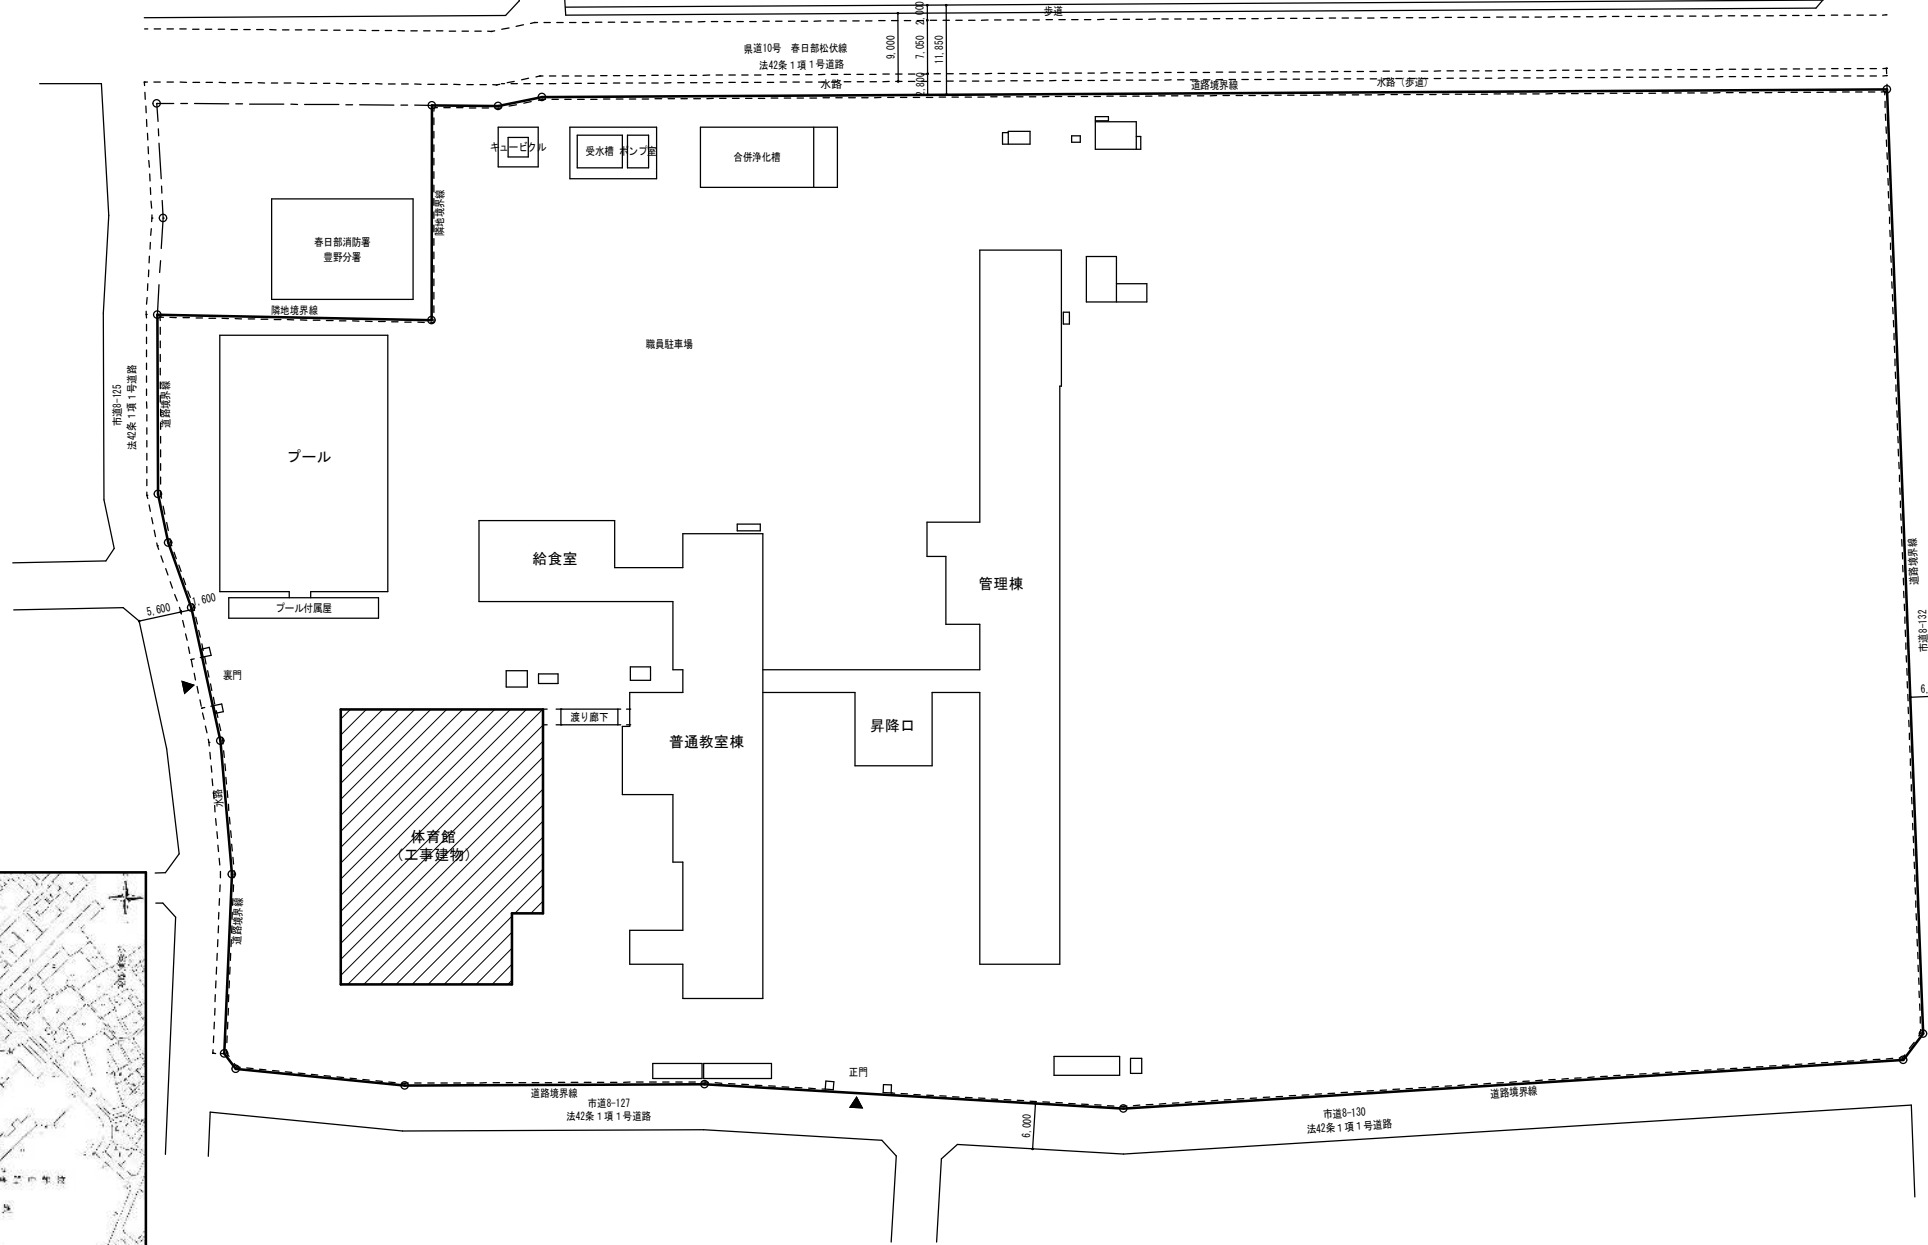 歩道
2,000
9,000
7,050
11,850
2,800
県道10号 春日部松伏線
法42条1項1号道路
水路
道路境界線
水路(歩道)
キュービクル
受水槽
ポンプ室
合併浄化槽
隣地境界線
春日部消防署
豊野分署
隣地境界線
職員駐車場
市道8-125
法42条1項1号道路
道路境界線
プール
給食室
管理棟
道路境界線
市道8-132
6,
5,600
1,600
プール付属屋
裏門
渡り廊下
普通教室棟
昇降口
水路
体育館
(工事建物)
道路境界線
正門
道路境界線
市道8-127
法42条1項1号道路
6,000
道路境界線
市道8-130
法42条1項1号道路